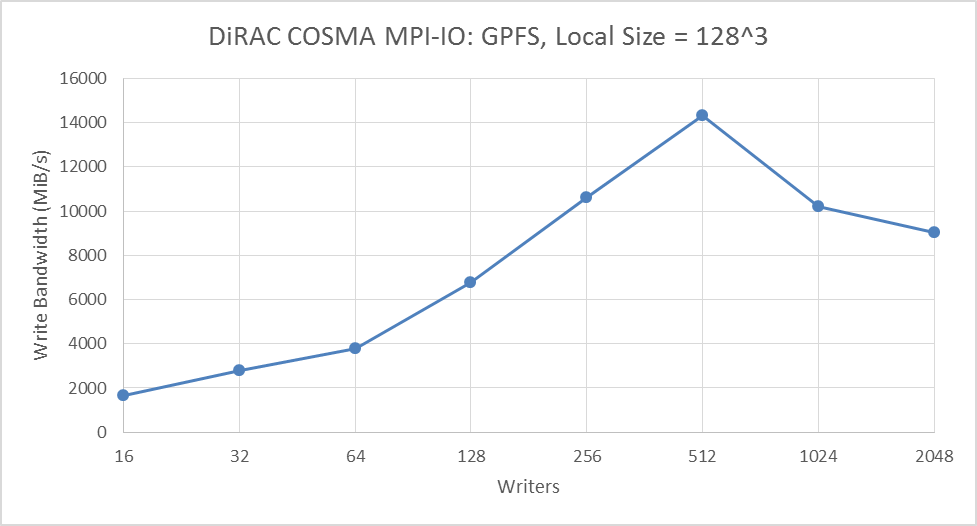 DiRAC COSMA MPI-IO: GPFS, Local Size = 128^3
Write Bandwidth (MiB/s)
16000
14000
12000
10000
8000
6000
4000
2000
0
16 32 64 128 256 512 1024 2048
Writers